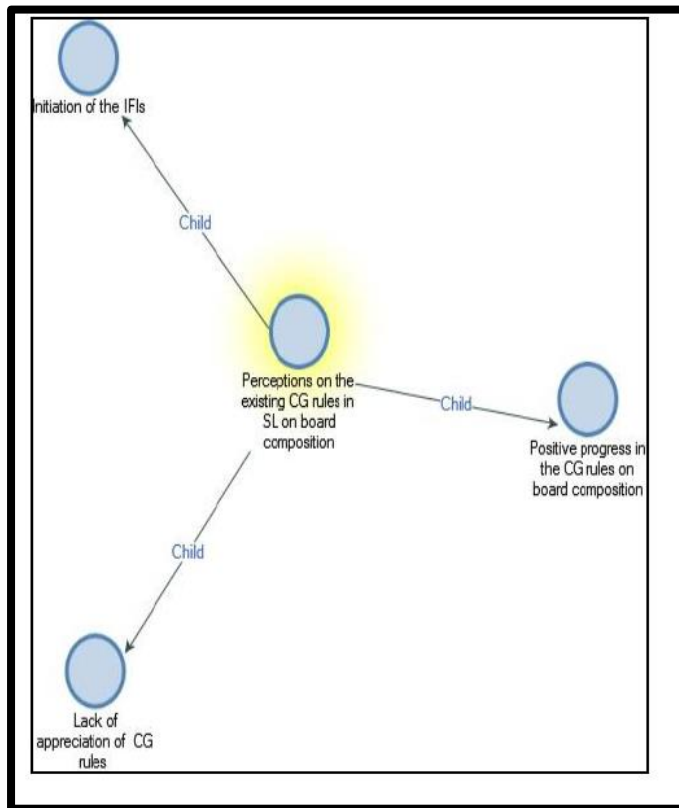 Initiation of the IFIs
Child
Perceptions on the
existing CG rules in
SL on board
composition
Child
Positive progress in
the CG rules on
board composition
Child
Lack of
appreciation of CG
rules